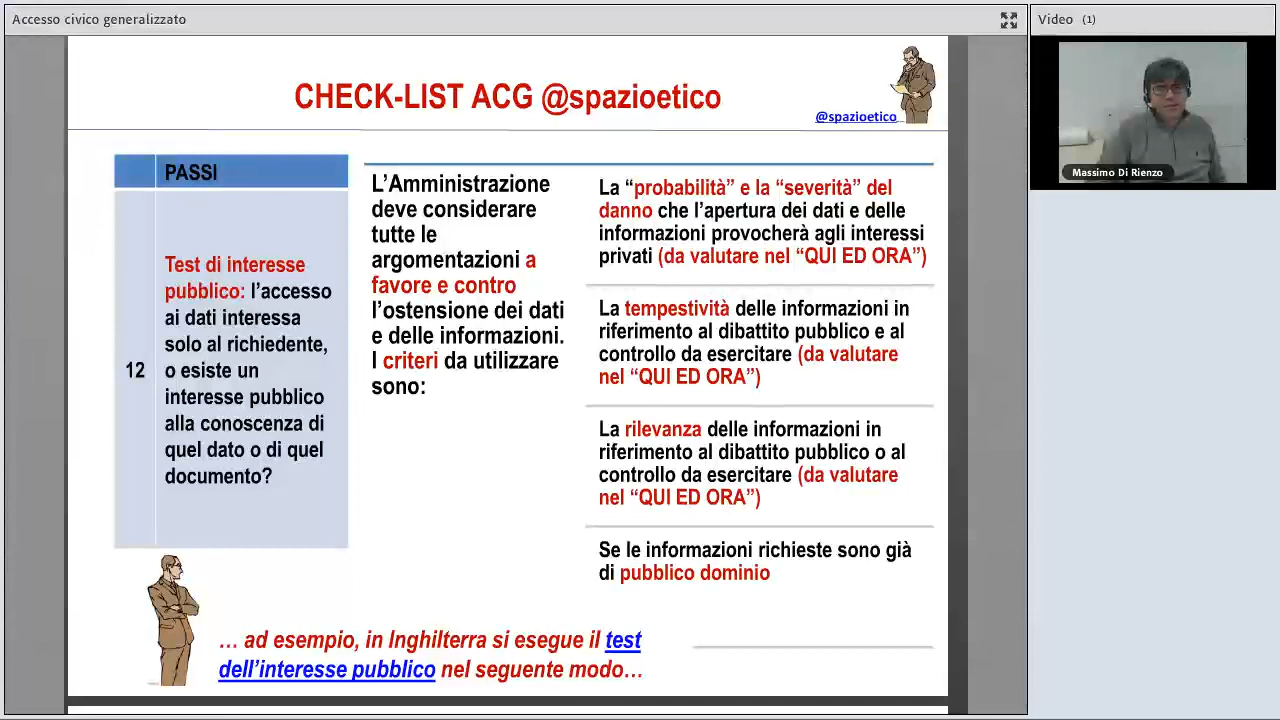 Accesso civico generalizzato
Video (1)
CHECK-LIST ACG @spazioetico
@spazioetico
Massimo Di Rienzo
PASSI
12
Test di interesse
pubblico: l’accesso
ai dati interessa
solo al richiedente,
o esiste un
interesse pubblico
alla conoscenza di
quel dato o di quel
documento?
L’Amministrazione
deve considerare
tutte le
argomentazioni a
favore e contro
l’ostensione dei dati
e delle informazioni.
I criteri da utilizzare
sono:
La “probabilità” e la “severità” del
danno che l’apertura dei dati e delle
informazioni provocherà agli interessi
privati (da valutare nel “QUI ED ORA”)
La tempestività delle informazioni in
riferimento al dibattito pubblico e al
controllo da esercitare (da valutare
nel “QUI ED ORA”)
La rilevanza delle informazioni in
riferimento al dibattito pubblico o al
controllo da esercitare (da valutare
nel “QUI ED ORA”)
Se le informazioni richieste sono già
di pubblico dominio
… ad esempio, in Inghilterra si esegue il test
dell’interesse pubblico nel seguente modo…